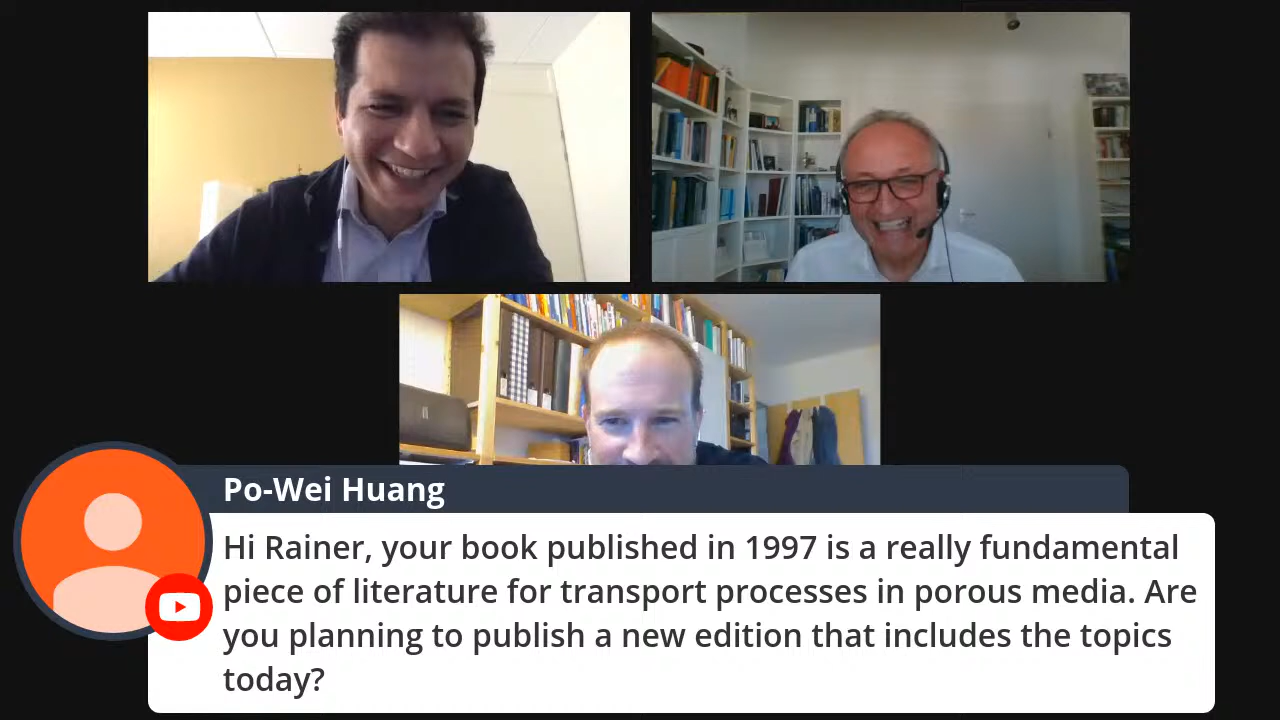 Po-Wei Huang
Hi Rainer, your book published in 1997 is a really fundamental
piece of literature for transport processes in porous media. Are
you planning to publish a new edition that includes the topics
today?